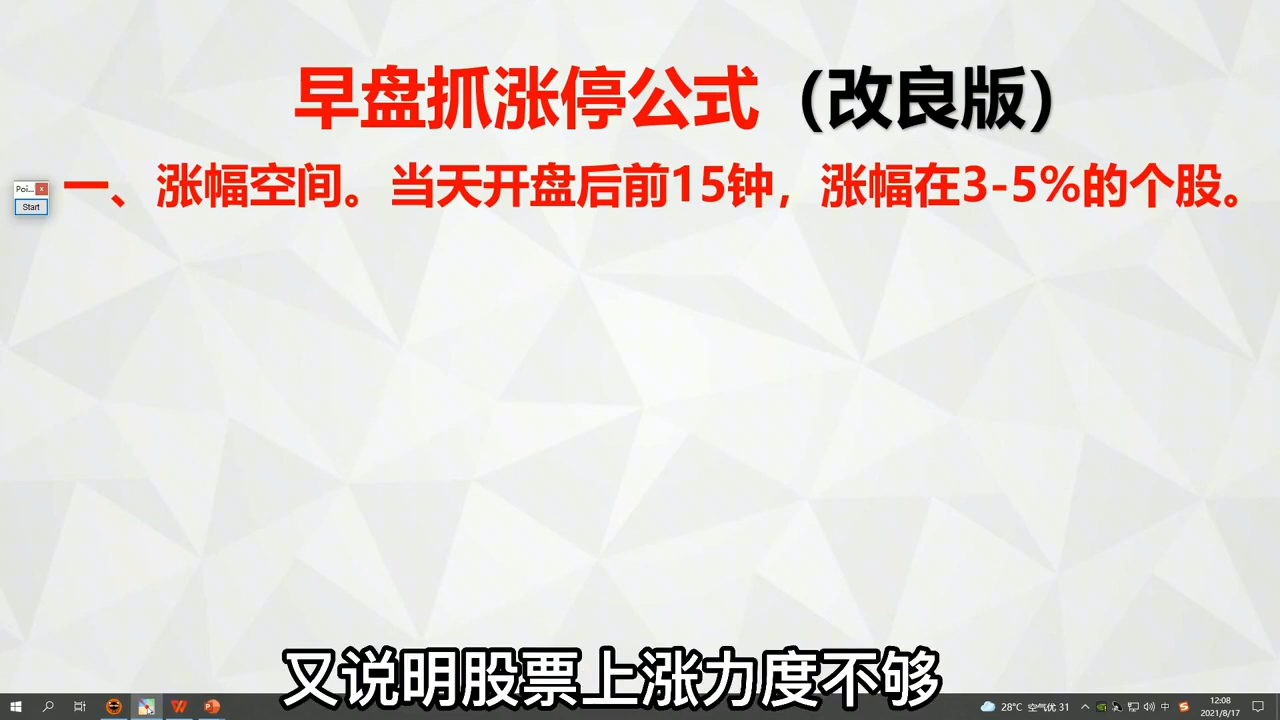 早盘抓涨停公式（改良版）
一、涨幅空间。当天开盘后前15钟，涨幅在3-5%的个股。
Poi... x
Start
又说明股票上涨力度不够
28°C 空气优 31
中
12:08
2021/8/17